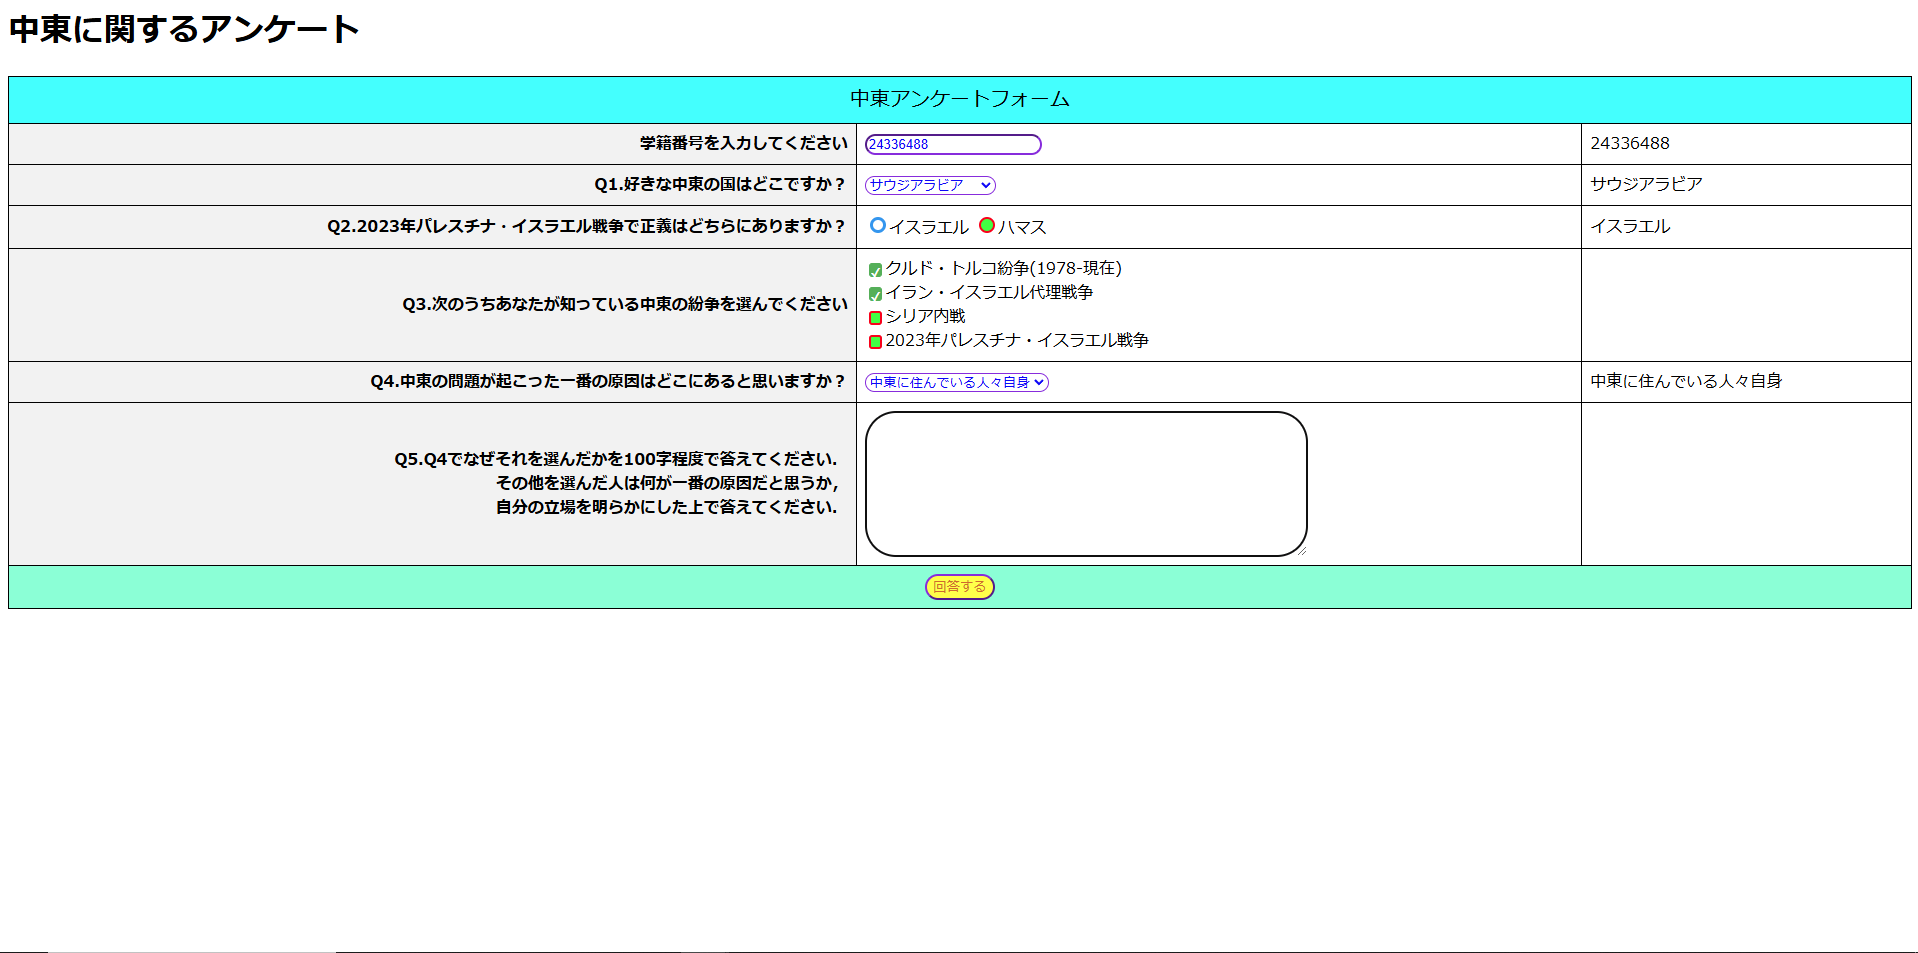 中東に関するアンケート
中東アンケートフォーム
学籍番号を入力してください 24336488 24336488
Q1.好きな中東の国はどこですか？ サウジアラビア サウジアラビア
Q2.2023年パレスチナ・イスラエル戦争で正義はどちらにありますか？ イスラエル ハマス イスラエル
Q3.次のうちあなたが知っている中東の紛争を選んでください
クルド・トルコ紛争(1978-現在)
イラン・イスラエル代理戦争
シリア内戦
2023年パレスチナ・イスラエル戦争
Q4.中東の問題が起こった一番の原因はどこにあると思いますか？ 中東に住んでいる人々自身 中東に住んでいる人々自身
Q5.Q4でなぜそれを選んだかを100字程度で答えてください．
その他を選んだ人は何が一番の原因だと思うか，
自分の立場を明らかにした上で答えてください．
回答する